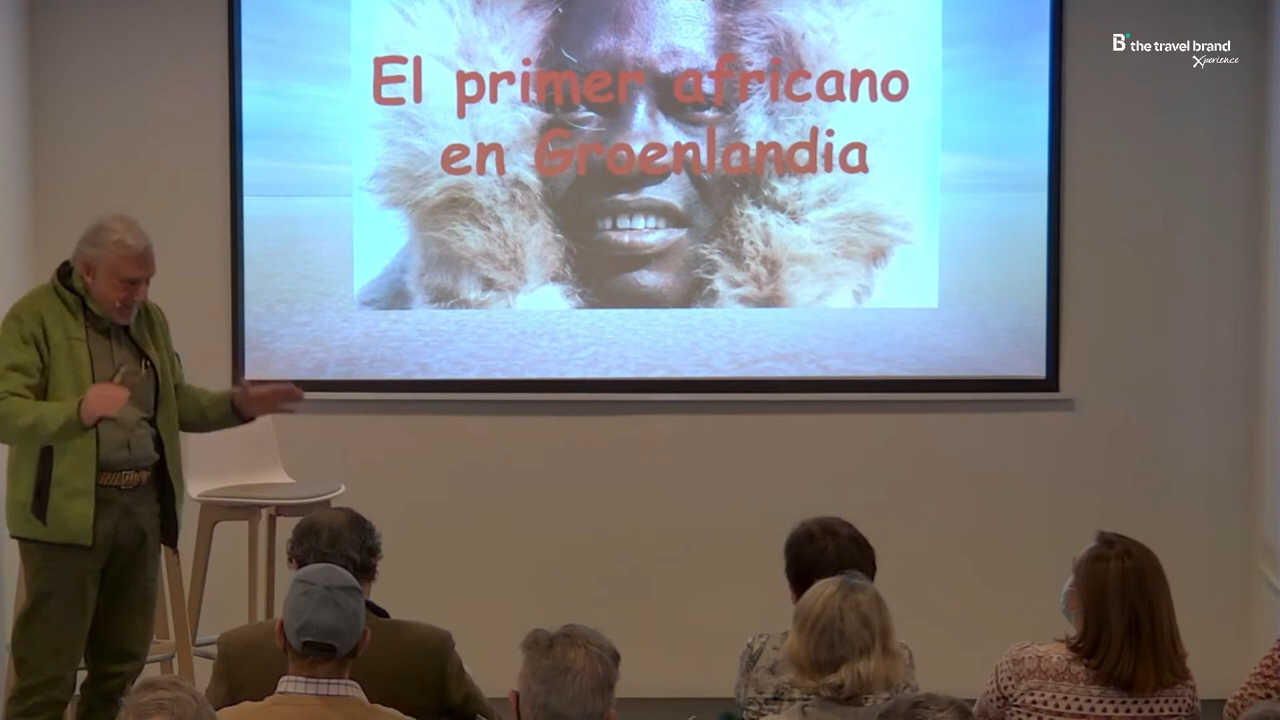 El primer africano
en Groenlandia
B the travel brand
Xperience